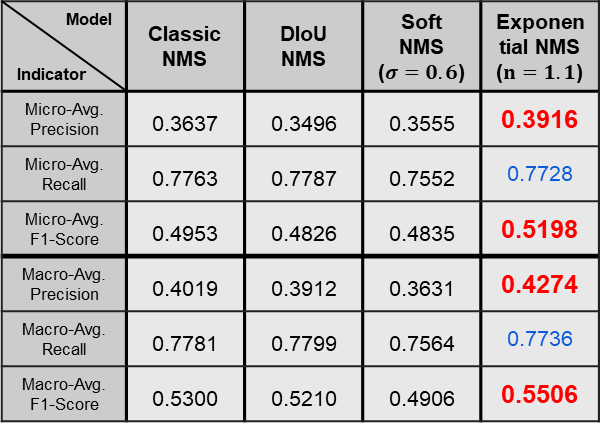 Model
Indicator
Classic
NMS
DIoU
NMS
Soft
NMS
(σ = 0.6)
Exponen
tial NMS
(n = 1.1)
Micro-Avg.
Precision
0.3637
0.3496
0.3555
0.3916
Micro-Avg.
Recall
0.7763
0.7787
0.7552
0.7728
Micro-Avg.
F1-Score
0.4953
0.4826
0.4835
0.5198
Macro-Avg.
Precision
0.4019
0.3912
0.3631
0.4274
Macro-Avg.
Recall
0.7781
0.7799
0.7564
0.7736
Macro-Avg.
F1-Score
0.5300
0.5210
0.4906
0.5506